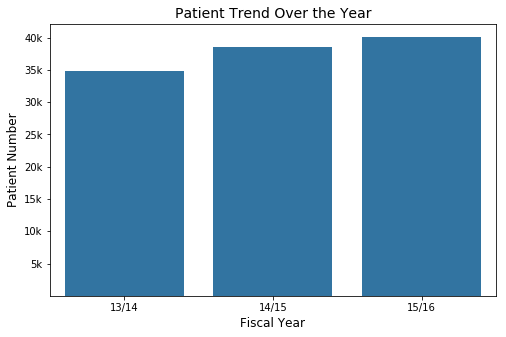 Patient Trend Over the Year
40k
35k
30k
25k
20k
15k
10k
5k
Patient Number
13/14
14/15
15/16
Fiscal Year